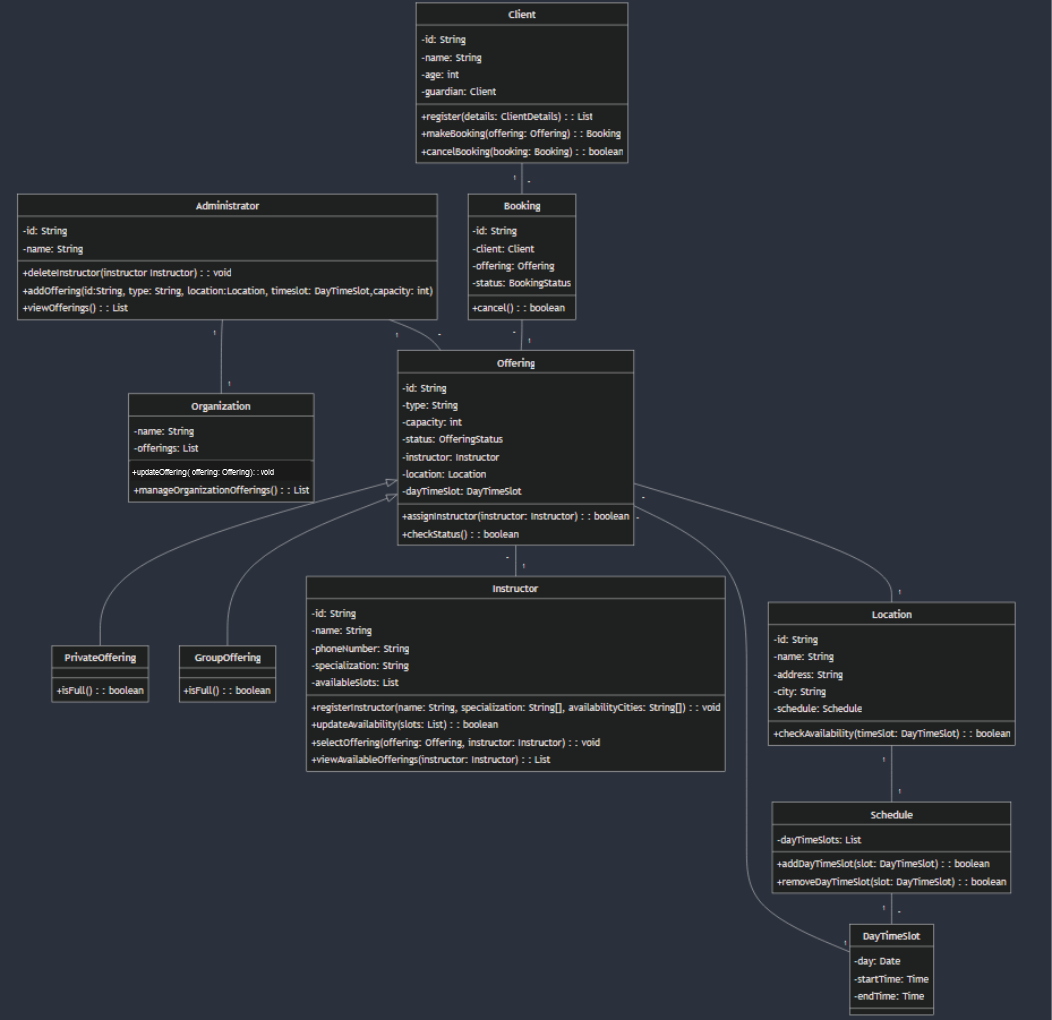 Client
-id: String
-name: String
-age: int
-guardian: Client
+register(details: ClientDetails) : : List
+makeBooking(offering: Offering) : : Booking
+cancelBooking(booking: Booking) : : boolean
1
-
Administrator
-id: String
-name: String
+deleteInstructor(instructor Instructor) : : void
+addOffering(id:String, type: String, location:Location, timeslot: DayTimeSlot,capacity: int)
+viewOfferings() : : List
Booking
-id: String
-client: Client
-offering: Offering
-status: BookingStatus
+cancel() : : boolean
1
1
-
-
1
1
Organization
-name: String
-offerings: List
+updateOffering( offering: Offering) : : void
+manageOrganizationOfferings() : : List
Offering
-id: String
-type: String
-capacity: int
-status: OfferingStatus
-instructor: Instructor
-location: Location
-dayTimeSlot: DayTimeSlot
+assignInstructor(instructor: Instructor) : : boolean
+checkStatus() : : boolean
-
-
-
1
1
PrivateOffering
+isFull() : : boolean
GroupOffering
+isFull() : : boolean
Instructor
-id: String
-name: String
-phoneNumber: String
-specialization: String
-availableSlots: List
+registerInstructor(name: String, specialization: String[], availabilityCities: String[]) : : void
+updateAvailability(slots: List) : : boolean
+selectOffering(offering: Offering, instructor: Instructor) : : void
+viewAvailableOfferings(instructor: Instructor) : : List
Location
-id: String
-name: String
-address: String
-city: String
-schedule: Schedule
+checkAvailability(timeSlot: DayTimeSlot) : : boolean
1
1
Schedule
-dayTimeSlots: List
+addDayTimeSlot(slot: DayTimeSlot) : : boolean
+removeDayTimeSlot(slot: DayTimeSlot) : : boolean
1
-
1
DayTimeSlot
-day: Date
-startTime: Time
-endTime: Time